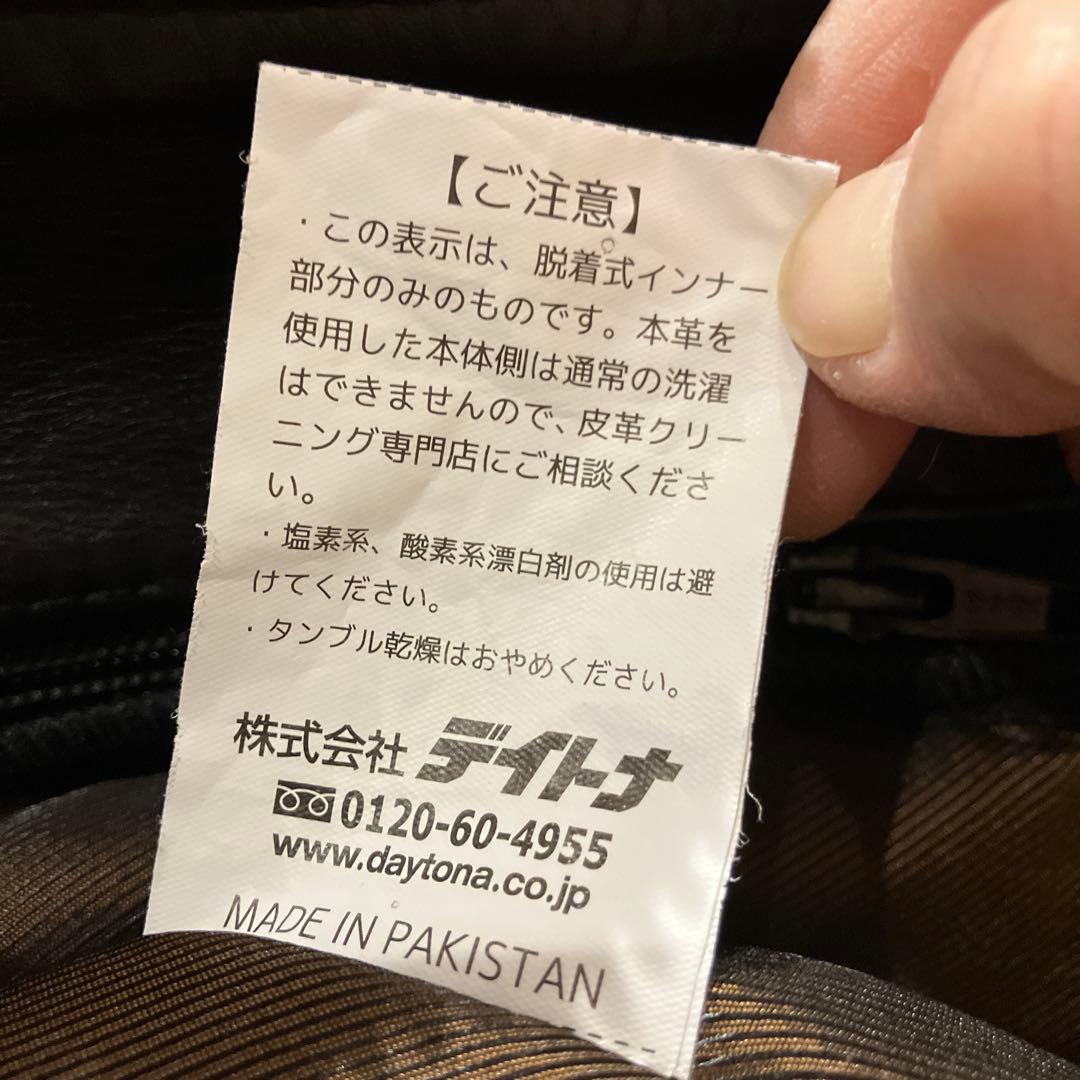 【ご注意】
・この表示は、脱着式インナー
部分のみのものです。本革を
使用した本体側は通常の洗濯
はできませんので、皮革クリー
ニング専門店にご相談くださ
い。
・塩素系、酸素系漂白剤の使用は避
けてください。
・タンブル乾燥はおやめください。
株式会社デイトナ
0120-60-4955
www.daytona.co.jp
MADE IN PAKISTAN